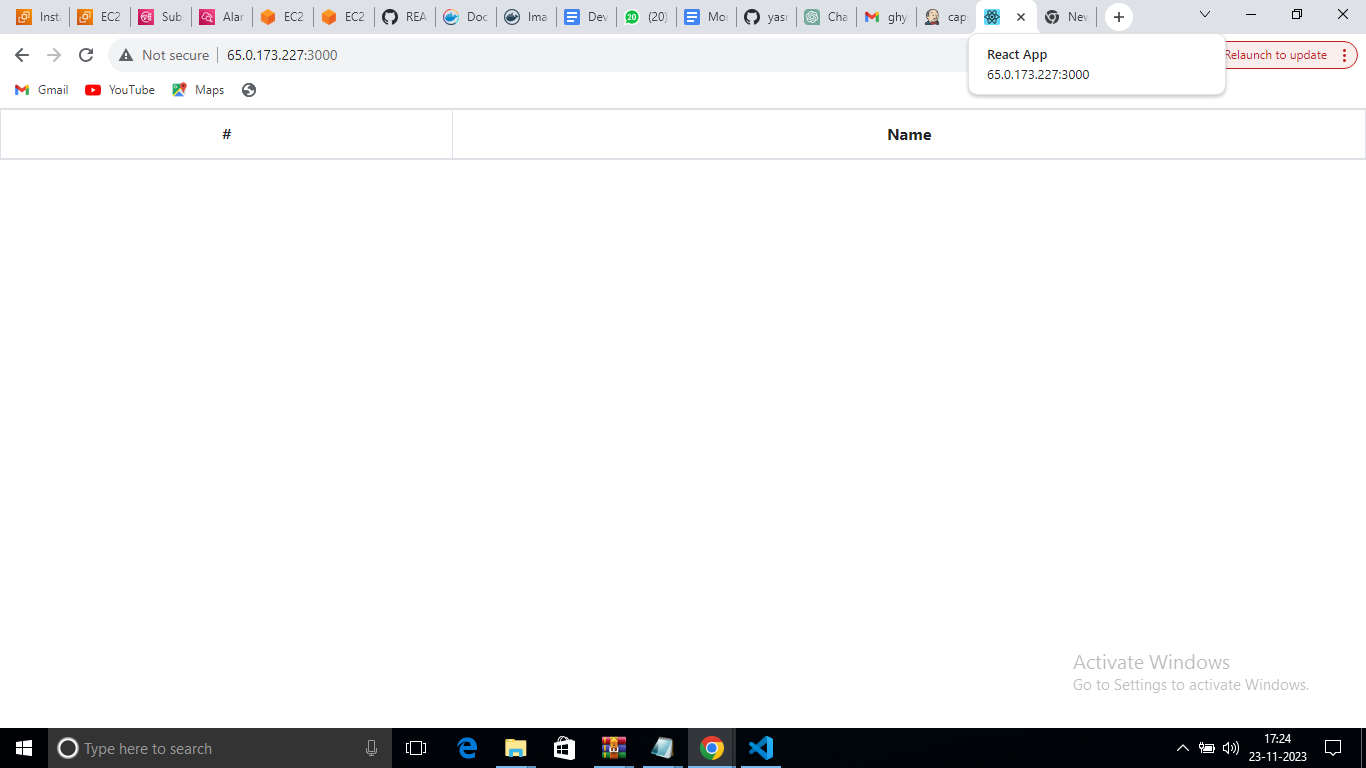 Inst EC2 Sub Alar EC2 EC2 REA Doc Ima Dev (20) Mo yasr Cha ghy cap New
Not secure 65.0.173.227:3000 Relaunch to update
React App
65.0.173.227:3000
Gmail YouTube Maps
# Name
Activate Windows
Go to Settings to activate Windows.
Type here to search
17:24
23-11-2023